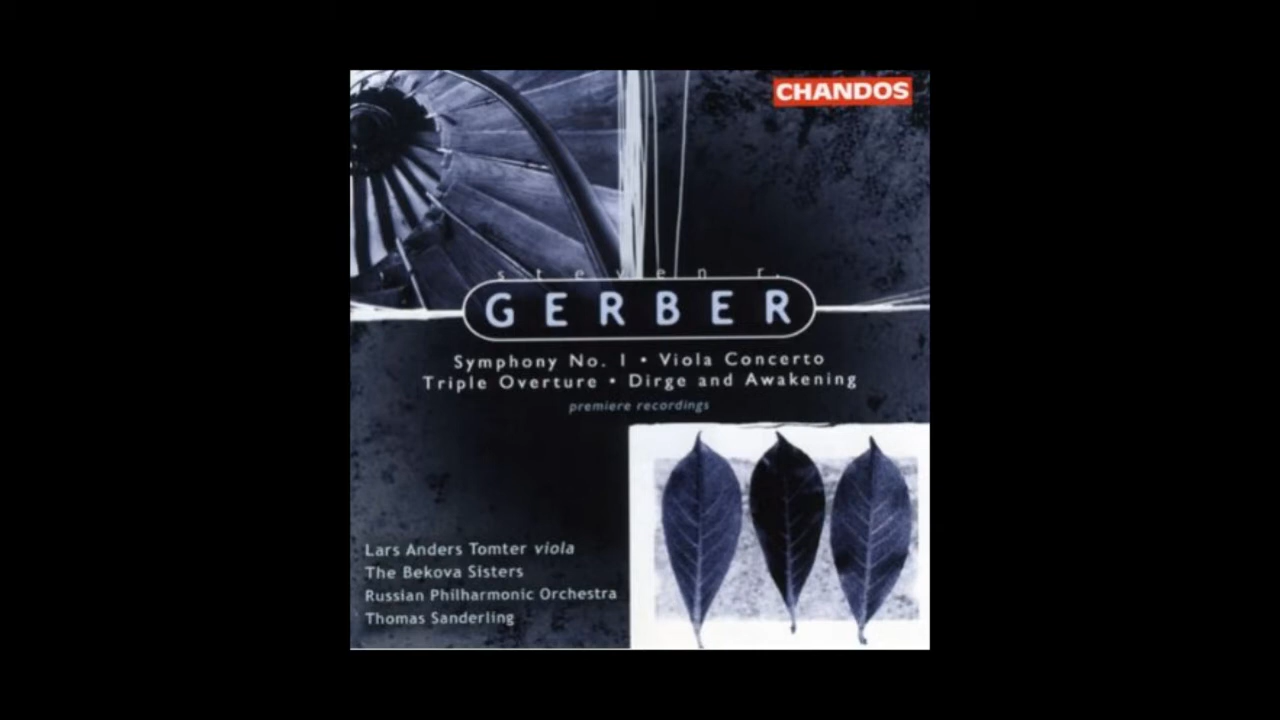 CHANDOS
steven r.
GERBER
Symphony No. 1 • Viola Concerto
Triple Overture • Dirge and Awakening
premiere recordings
Lars Anders Tomter viola
The Bekova Sisters
Russian Philharmonic Orchestra
Thomas Sanderling